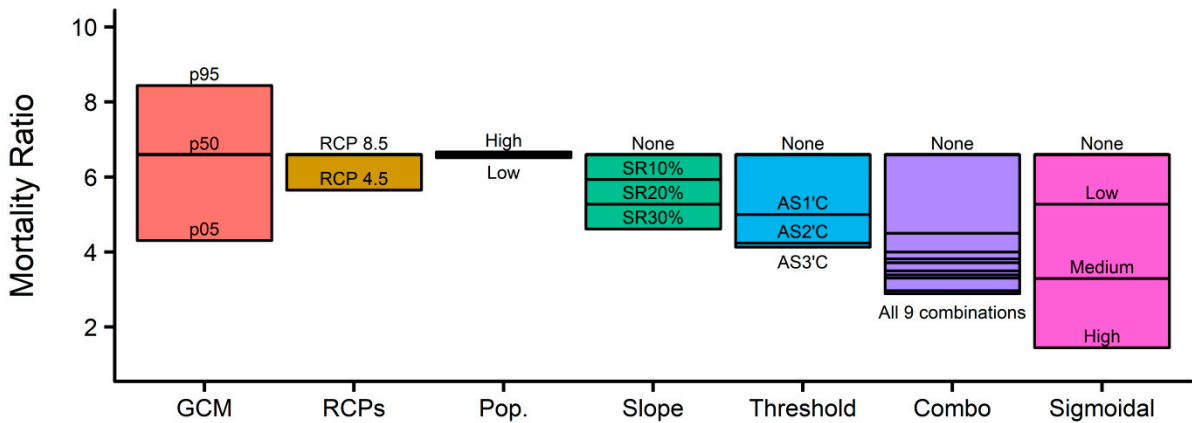 Mortality Ratio
10
8
6
4
2
p95
p50
p05
RCP 8.5
RCP 4.5
High
Low
None
SR10%
SR20%
SR30%
None
AS1'C
AS2'C
AS3'C
None
All 9 combinations
None
Low
Medium
High
GCM
RCPs
Pop.
Slope
Threshold
Combo
Sigmoidal